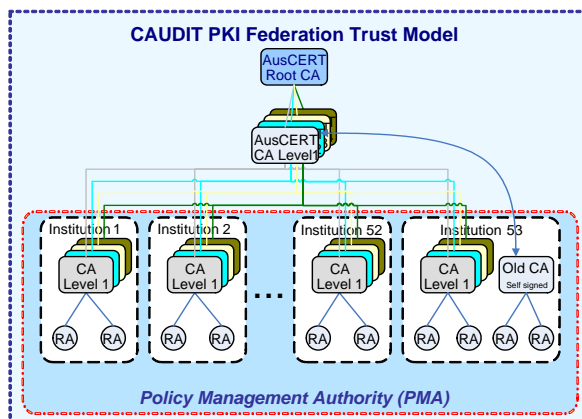 CAUDIT PKI Federation Trust Model
AusCERT
Root CA
AusCERT
CA Level1
Institution 1
Institution 2
Institution 52
Institution 53
CA
Level 1
CA
Level 1
CA
Level 1
CA
Level 1
Old CA
Self signed
...
RA
RA
RA
RA
RA
RA
RA
RA
RA
RA
Policy Management Authority (PMA)